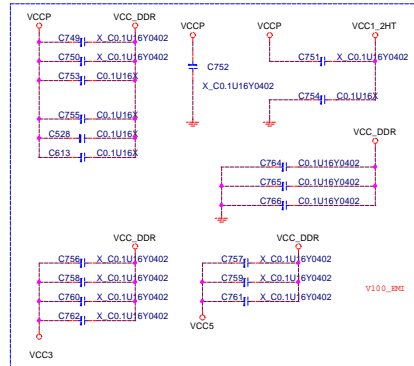 VCCP VCC_DDR VCCP VCCP VCC1_2HT
C749 X_C0.1U16Y0402
C750 X_C0.1U16Y0402
C753 C0.1U16X
C755 C0.1U16X
C528 C0.1U16X
C613 C0.1U16X
C752
X_C0.1U16Y0402
C751 X_C0.1U16Y0402
C754 C0.1U16X
VCC_DDR
C764 C0.1U16Y0402
C765 C0.1U16Y0402
C766 C0.1U16Y0402
VCC_DDR VCC_DDR
C756 X_C0.1U16Y0402
C758 X_C0.1U16Y0402
C760 X_C0.1U16Y0402
C762 X_C0.1U16Y0402
VCC3
C757 X_C0.1U16Y0402
C759 X_C0.1U16Y0402
C761 X_C0.1U16Y0402
VCC5
V100_EMI